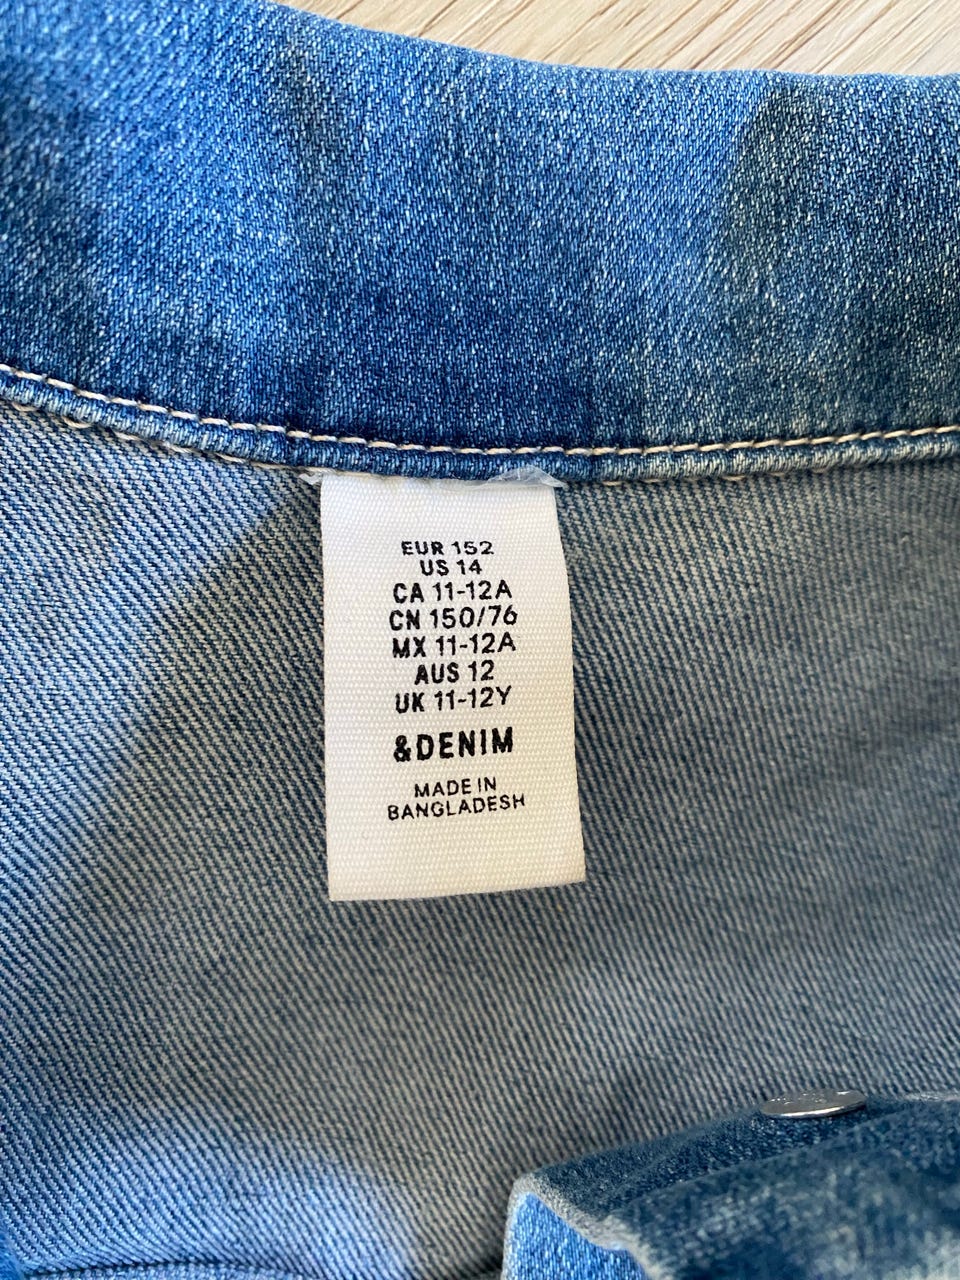 EUR 152
US 14
CA 11-12A
CN 150/76
MX 11-12A
AUS 12
UK 11-12Y
&DENIM
MADE IN
BANGLADESH